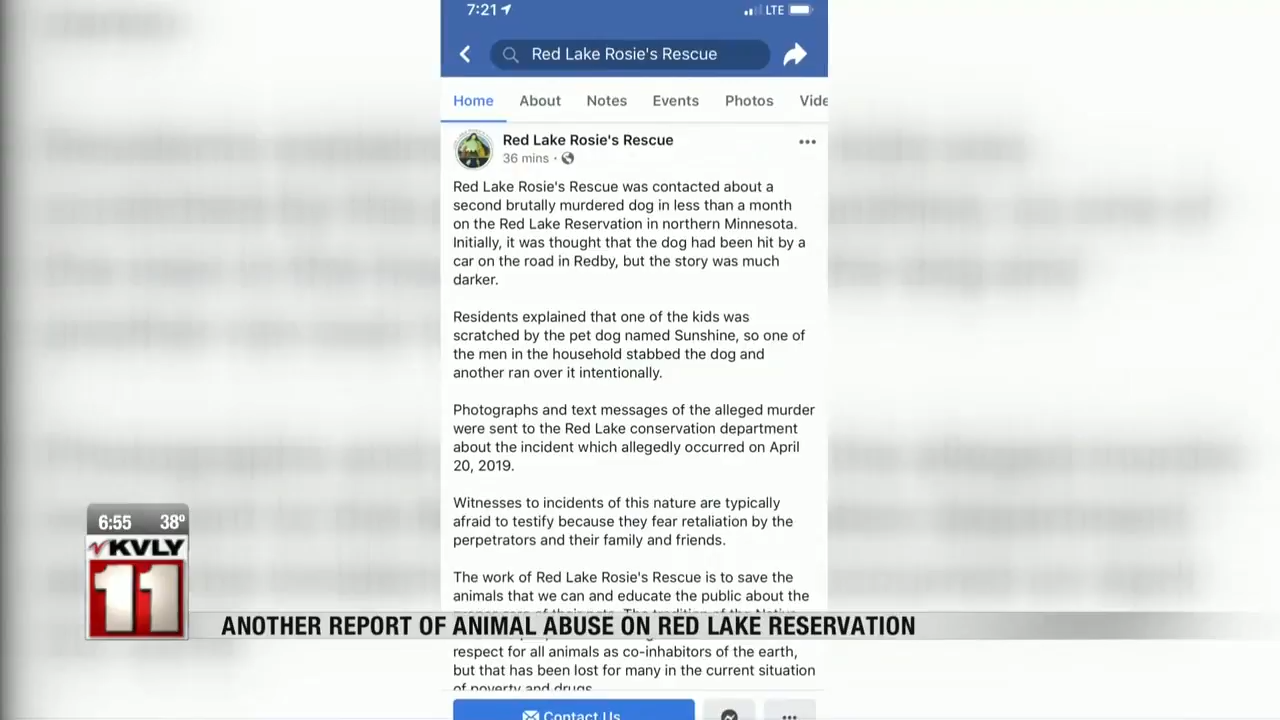 7:21
LTE
Red Lake Rosie's Rescue
Home About Notes Events Photos Vide
Red Lake Rosie's Rescue
36 mins ·
Red Lake Rosie's Rescue was contacted about a
second brutally murdered dog in less than a month
on the Red Lake Reservation in northern Minnesota.
Initially, it was thought that the dog had been hit by a
car on the road in Redby, but the story was much
darker.
Residents explained that one of the kids was
scratched by the pet dog named Sunshine, so one of
the men in the household stabbed the dog and
another ran over it intentionally.
Photographs and text messages of the alleged murder
were sent to the Red Lake conservation department
about the incident which allegedly occurred on April
20, 2019.
Witnesses to incidents of this nature are typically
afraid to testify because they fear retaliation by the
perpetrators and their family and friends.
The work of Red Lake Rosie's Rescue is to save the
animals that we can and educate the public about the
respect for all animals as co-inhabitors of the earth,
but that has been lost for many in the current situation
of poverty and drugs
Contact Us
6:55 38°
KVLY
11
ANOTHER REPORT OF ANIMAL ABUSE ON RED LAKE RESERVATION